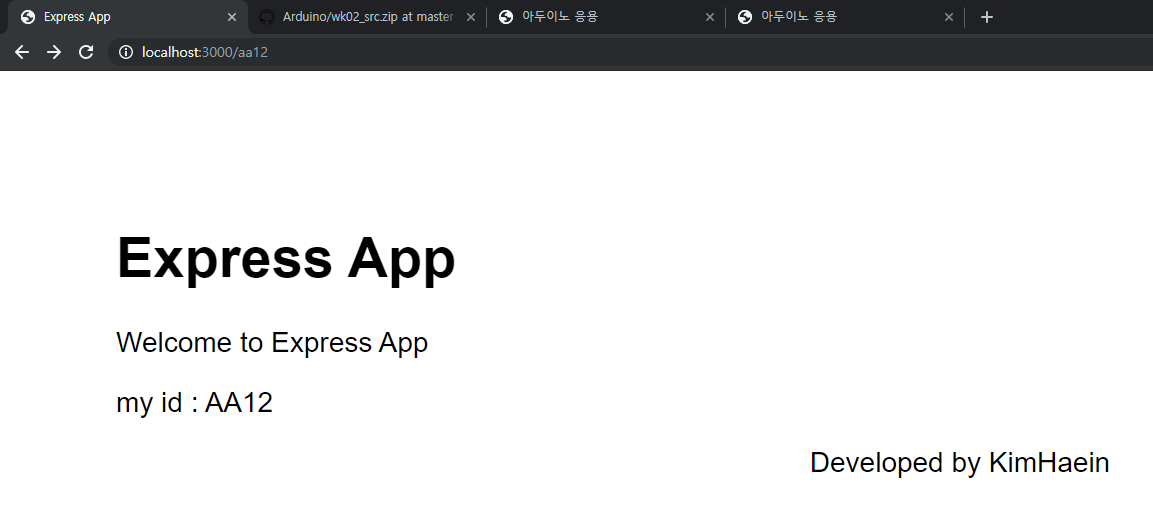 Express App
Arduino/wk02_src.zip at master
아두이노 응용
아두이노 응용
localhost:3000/aa12
Express App
Welcome to Express App
my id : AA12
Developed by KimHaein